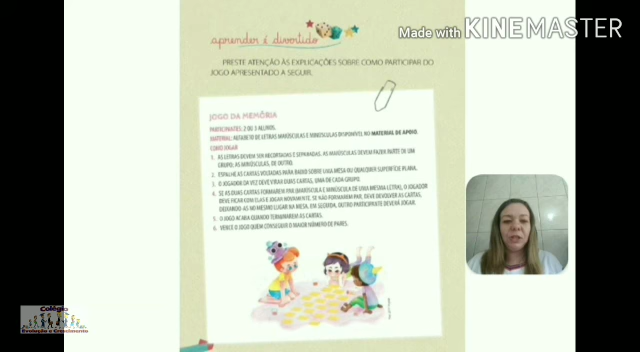 Made with KINEMASTER
aprender é divertido
PRESTE ATENÇÃO ÀS EXPLICAÇÕES SOBRE COMO PARTICIPAR DO
JOGO APRESENTADO A SEGUIR.
JOGO DA MEMÓRIA
PARTICIPANTES: 2 OU 3 ALUNOS.
MATERIAL: ALFABETO DE LETRAS MAIÚSCULAS E MINÚSCULAS DISPONÍVEL NO MATERIAL DE APOIO.
COMO JOGAR
1. AS LETRAS DEVEM SER RECORTADAS E SEPARADAS. AS MAIÚSCULAS DEVEM FAZER PARTE DE UM
GRUPO; AS MINÚSCULAS, DE OUTRO.
2. ESPALHE AS CARTAS VOLTADAS PARA BAIXO SOBRE UMA MESA OU QUALQUER SUPERFÍCIE PLANA.
3. O JOGADOR DA VEZ DEVE VIRAR DUAS CARTAS, UMA DE CADA GRUPO.
4. SE AS DUAS CARTAS FORMAREM PAR (MAIÚSCULA E MINÚSCULA DE UMA MESMA LETRA), O JOGADOR
DEVE FICAR COM ELAS E JOGAR NOVAMENTE. SE NÃO FORMAREM PAR, DEVE DEVOLVER AS CARTAS,
DEIXANDO-AS NO MESMO LUGAR NA MESA. EM SEGUIDA, OUTRO PARTICIPANTE DEVERÁ JOGAR.
5. O JOGO ACABA QUANDO TERMINAREM AS CARTAS.
6. VENCE O JOGO QUEM CONSEGUIR O MAIOR NÚMERO DE PARES.
Colégio
Evolução e Crescimento